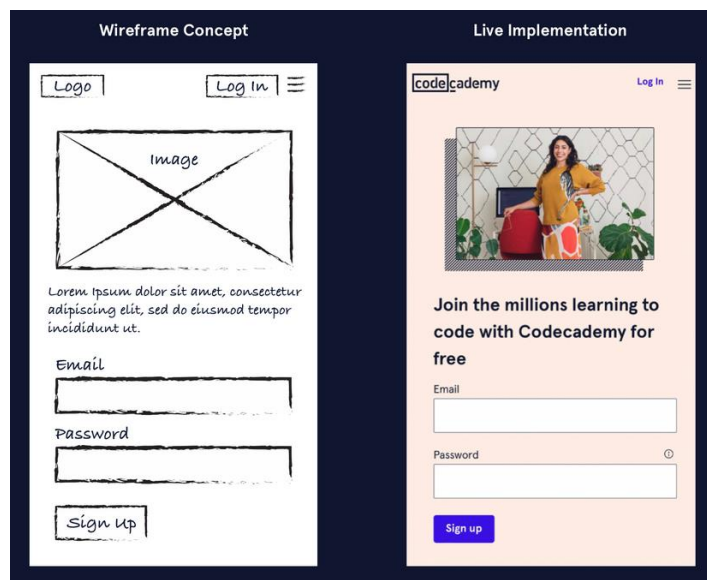 Wireframe Concept
Logo
Log In
Image
Lorem Ipsum dolor sit amet, consectetur
adipiscing elit, sed do eiusmod tempor
incididunt ut.
Email
Password
Sign Up
Live Implementation
codecademy
Log In
Join the millions learning to
code with Codecademy for
free
Email
Password
Sign up